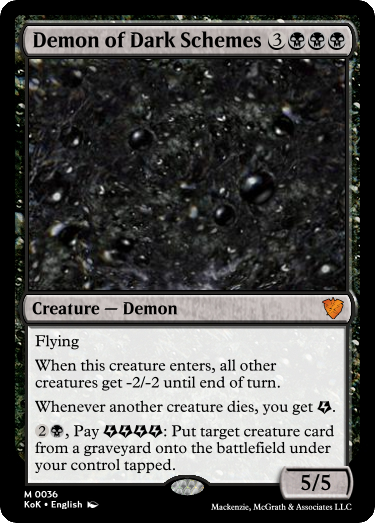 Demon of Dark Schemes 3
Creature — Demon
Flying
When this creature enters, all other
creatures get -2/-2 until end of turn.
Whenever another creature dies, you get .
2 , Pay : Put target creature card
from a graveyard onto the battlefield under
your control tapped.
5/5
M 0036
KoK • English
Mackenzie, McGrath & Associates LLC